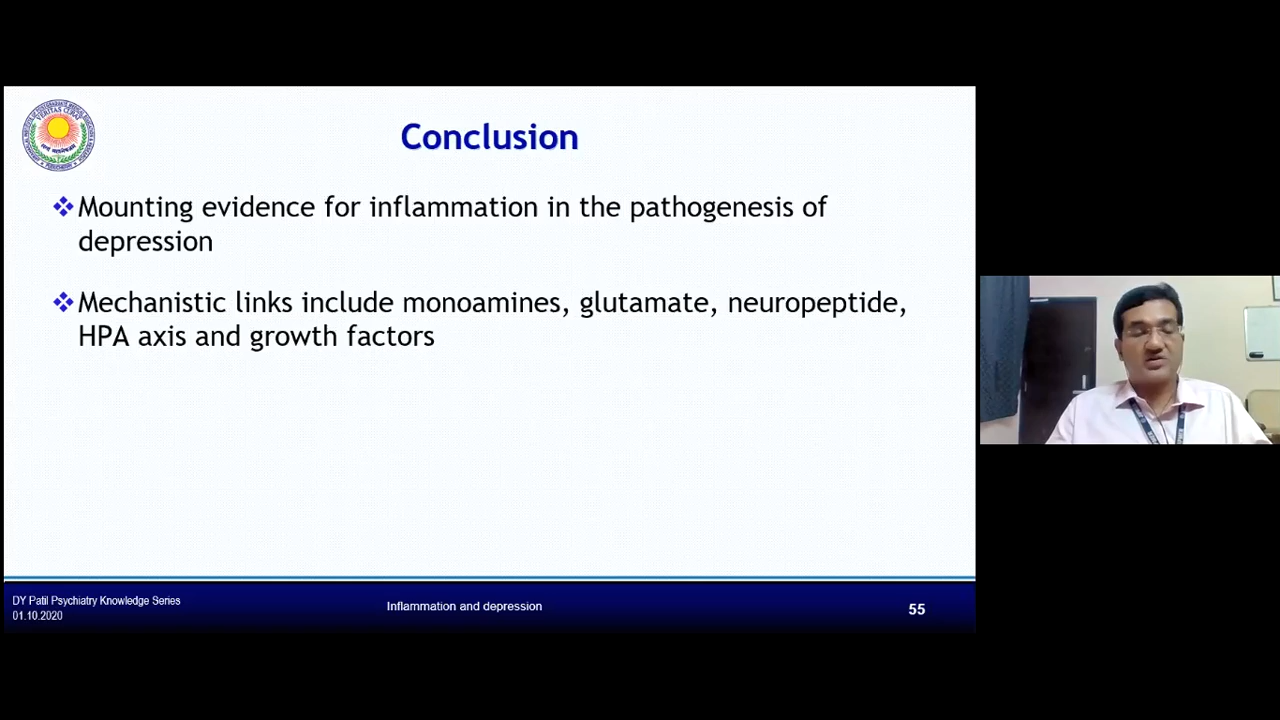 Conclusion
Mounting evidence for inflammation in the pathogenesis of
depression
Mechanistic links include monoamines, glutamate, neuropeptide,
HPA axis and growth factors
DY Patil Psychiatry Knowledge Series
01.10.2020
Inflammation and depression
55